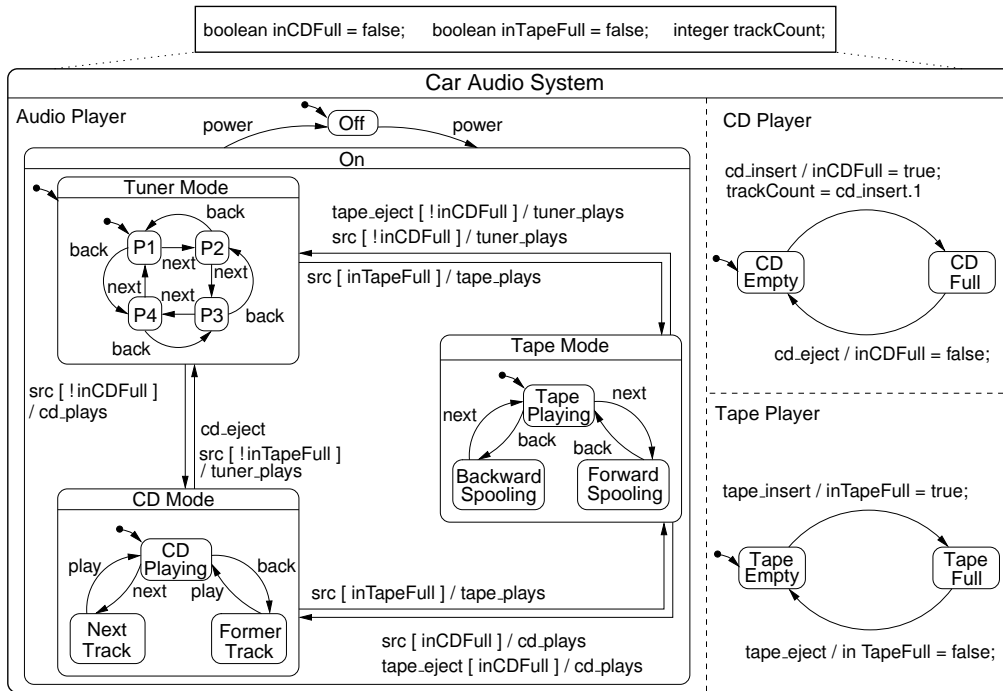 boolean inCDFull = false; boolean inTapeFull = false; integer trackCount;
Car Audio System
Audio Player
power
Off
power
On
Tuner Mode
back
P1
P2
back
next
next
next
next
P4
P3
back
back
tape_eject [ !inCDFull ] / tuner_plays
src [ !inCDFull ] / tuner_plays
src [ inTapeFull ] / tape_plays
src [ !inCDFull ]
/ cd_plays
cd_eject
src [ !inTapeFull ]
/ tuner_plays
Tape Mode
Tape
Playing
next
next
back
back
Backward
Spooling
Forward
Spooling
CD Mode
CD
Playing
play
back
next
play
Next
Track
Former
Track
src [ inTapeFull ] / tape_plays
src [ inCDFull ] / cd_plays
tape_eject [ inCDFull ] / cd_plays
CD Player
cd_insert / inCDFull = true;
trackCount = cd_insert.1
CD
Empty
CD
Full
cd_eject / inCDFull = false;
Tape Player
tape_insert / inTapeFull = true;
Tape
Empty
Tape
Full
tape_eject / in TapeFull = false;